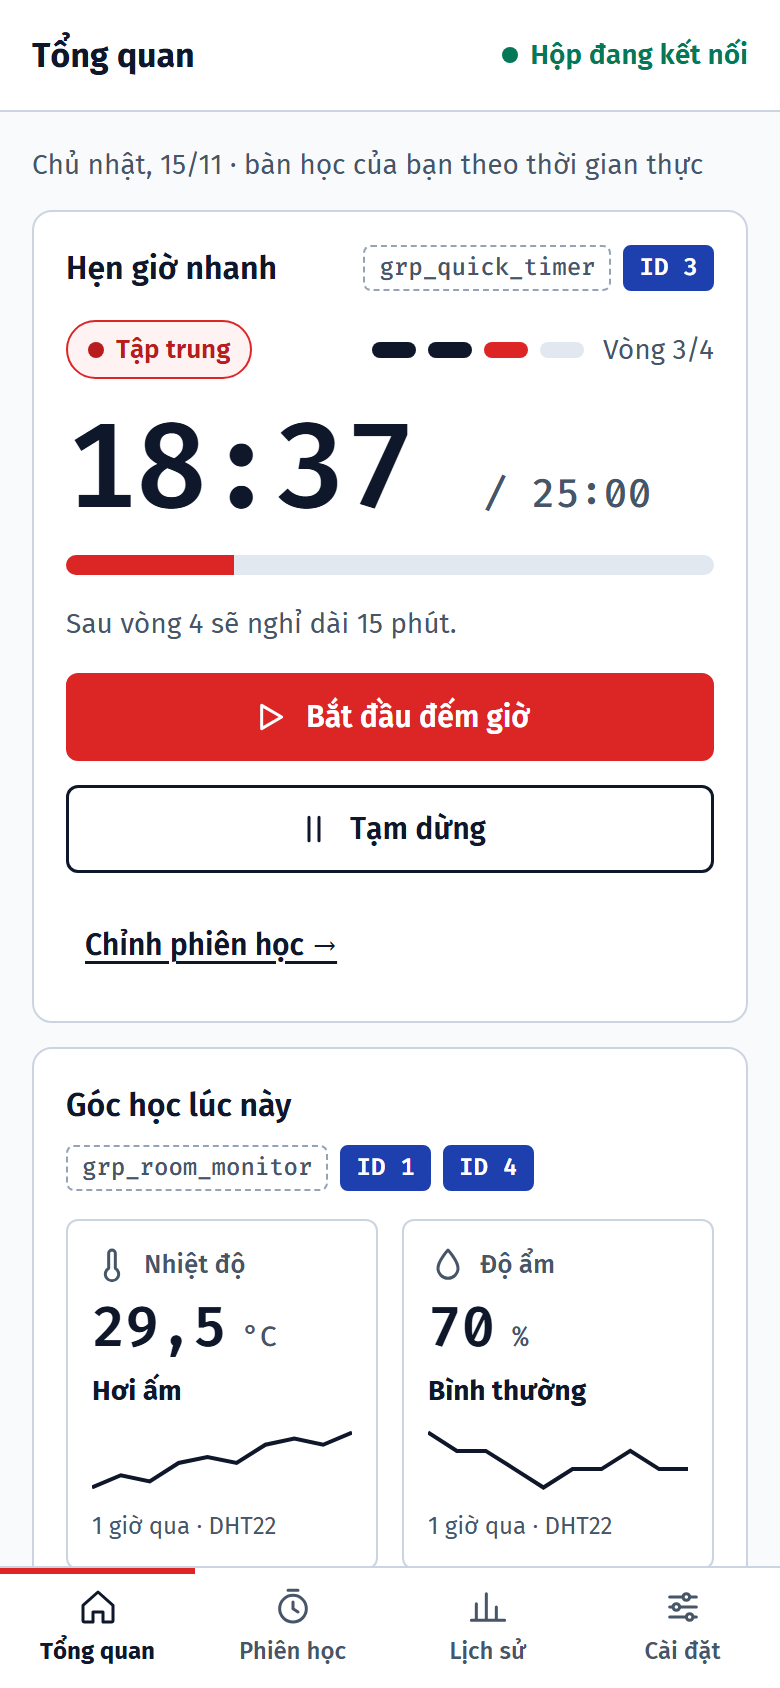 Tổng quan
Hộp đang kết nối
Chủ nhật, 15/11 · bàn học của bạn theo thời gian thực
Hẹn giờ nhanh
grp_quick_timer
ID 3
Tập trung
Vòng 3/4
18:37 / 25:00
Sau vòng 4 sẽ nghỉ dài 15 phút.
Bắt đầu đếm giờ
Tạm dừng
Chỉnh phiên học →
Góc học lúc này
grp_room_monitor
ID 1
ID 4
Nhiệt độ
29,5 °C
Hơi ấm
1 giờ qua · DHT22
Độ ẩm
70 %
Bình thường
1 giờ qua · DHT22
Tổng quan
Phiên học
Lịch sử
Cài đặt